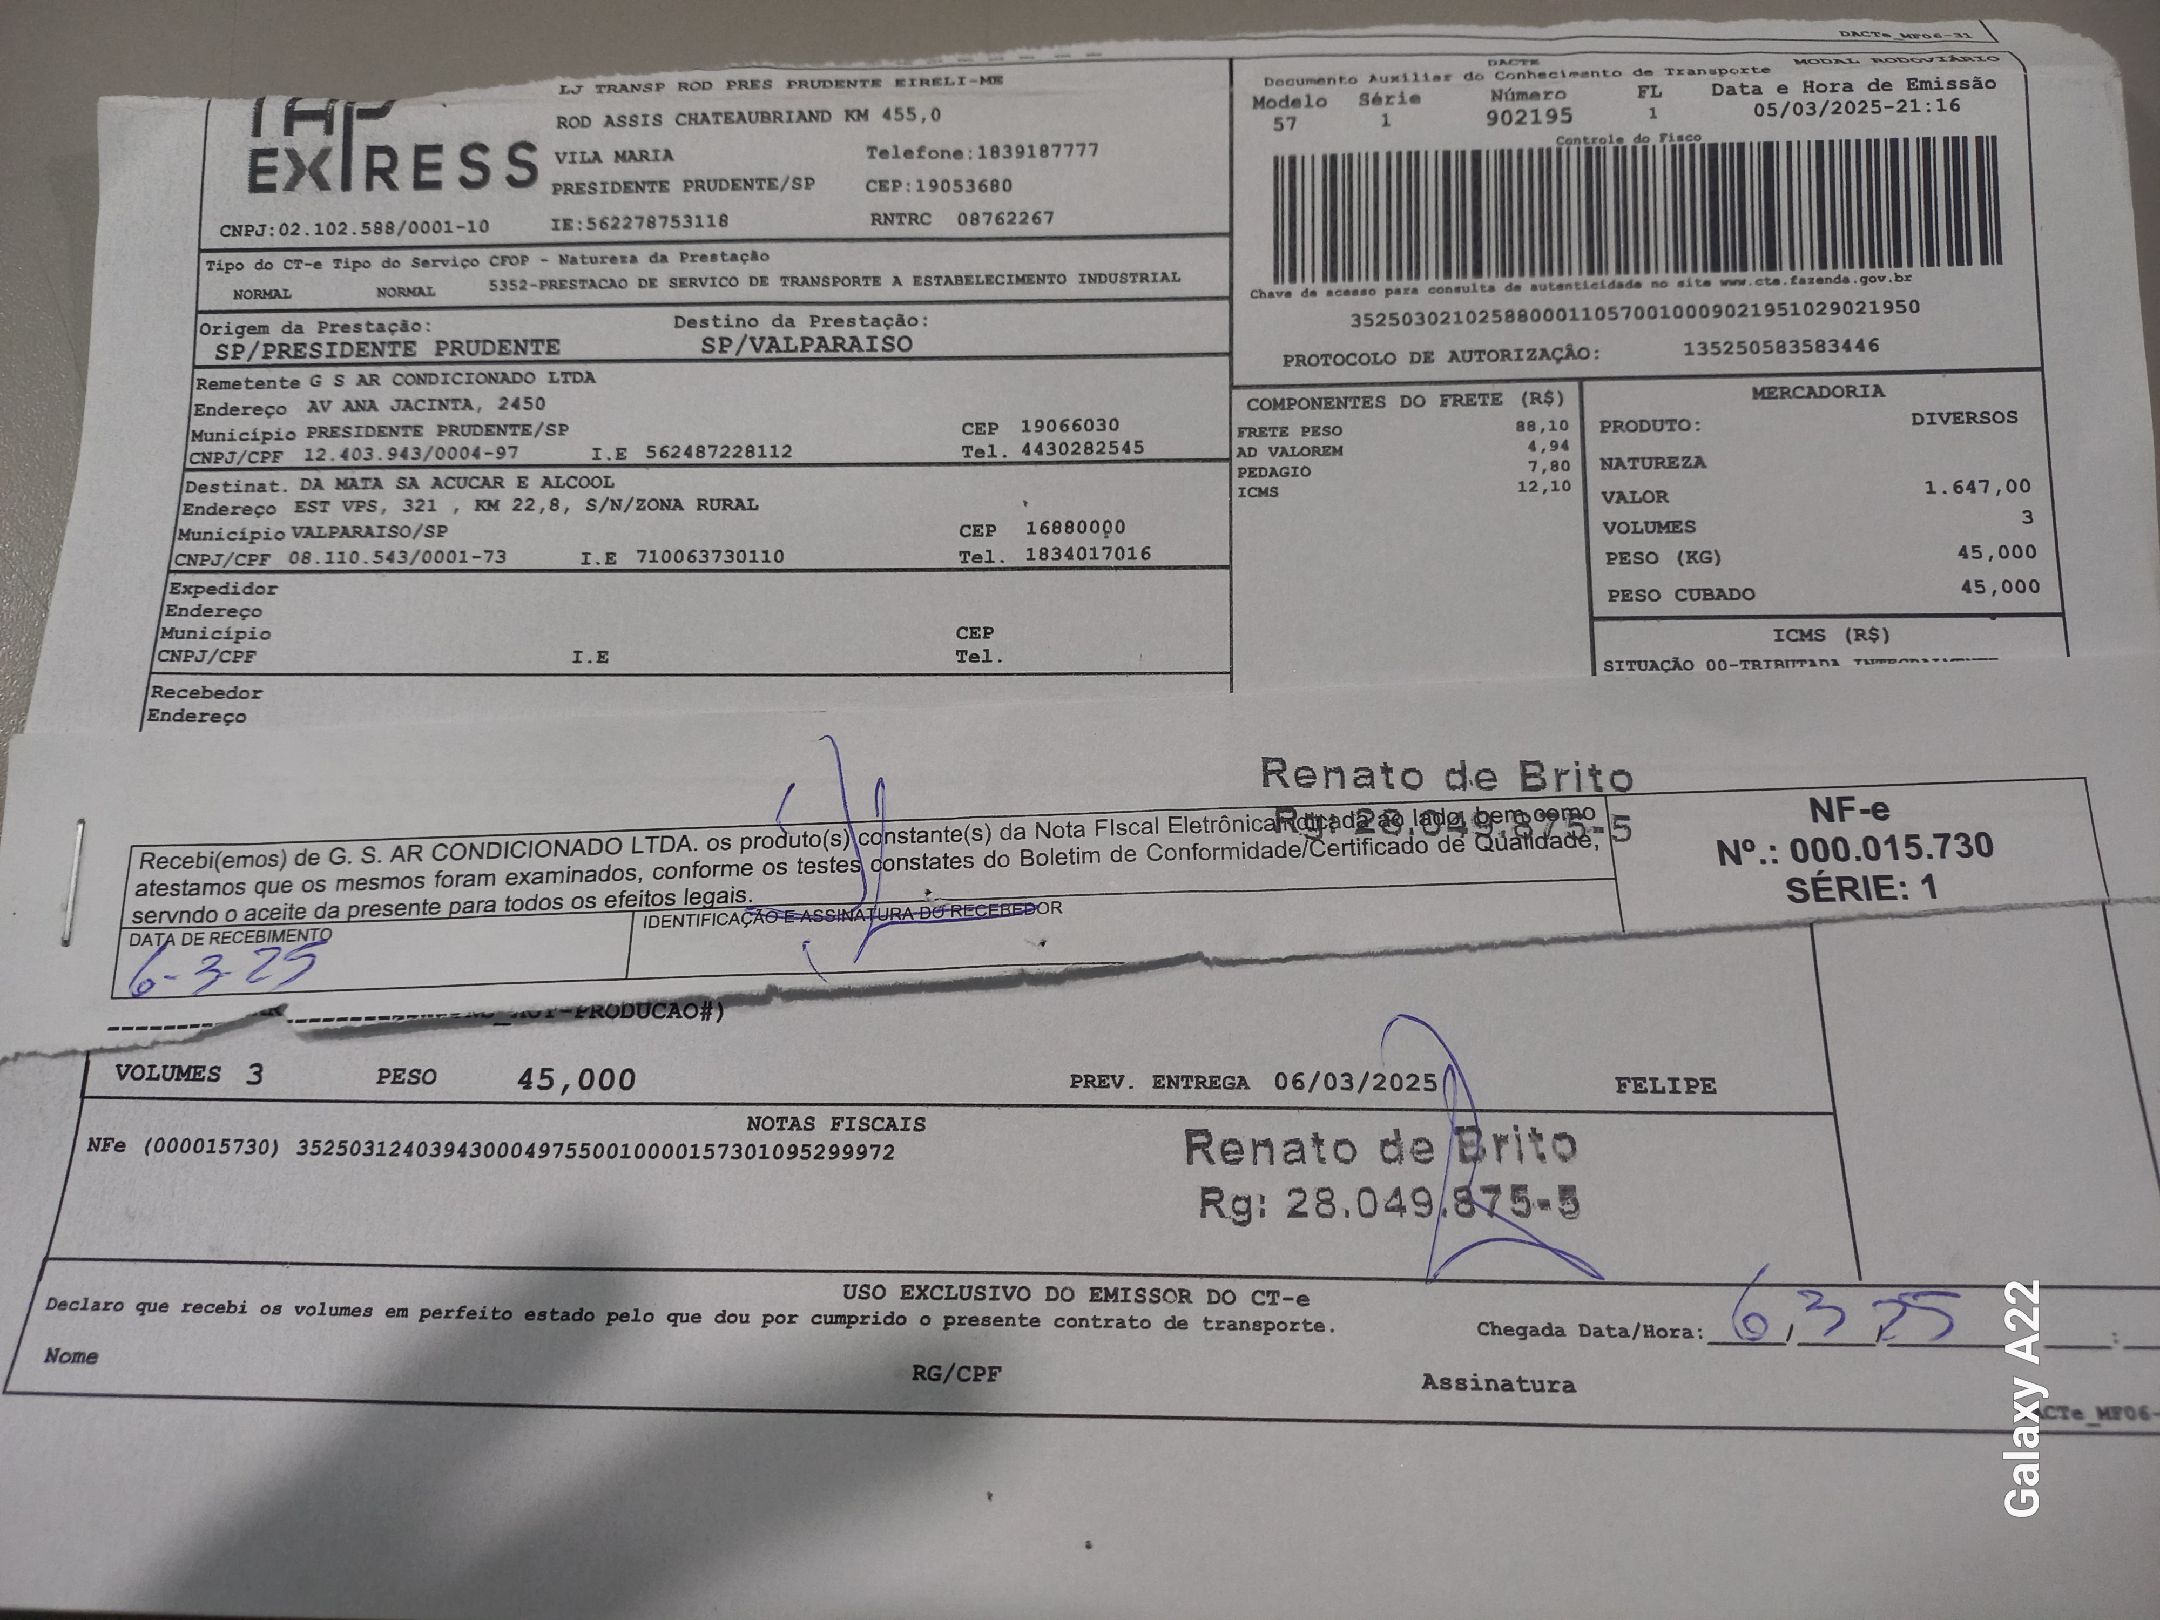 DACTe_MF06-31
EXPRESS
LJ TRANSP ROD PRES PRUDENTE EIRELI-ME
ROD ASSIS CHATEAUBRIAND KM 455,0
VILA MARIA Telefone:1839187777
PRESIDENTE PRUDENTE/SP CEP:19053680
CNPJ:02.102.588/0001-10 IE:562278753118 RNTRC 08762267
DACTE MODAL RODOVIÁRIO
Documento Auxiliar do Conhecimento de Transporte
Modelo Série Número FL Data e Hora de Emissão
57 1 902195 1 05/03/2025-21:16
Controle do Fisco
Chave de acesso para consulta de autenticidade no site www.cte.fazenda.gov.br
35250302102588000110570010009021951029021950
PROTOCOLO DE AUTORIZAÇÃO: 135250583583446
Tipo do CT-e Tipo do Serviço CFOP - Natureza da Prestação
NORMAL NORMAL 5352-PRESTACAO DE SERVICO DE TRANSPORTE A ESTABELECIMENTO INDUSTRIAL
Origem da Prestação: Destino da Prestação:
SP/PRESIDENTE PRUDENTE SP/VALPARAISO
Remetente G S AR CONDICIONADO LTDA
Endereço AV ANA JACINTA, 2450
Município PRESIDENTE PRUDENTE/SP CEP 19066030
CNPJ/CPF 12.403.943/0004-97 I.E 562487228112 Tel. 4430282545
Destinat. DA MATA SA ACUCAR E ALCOOL
Endereço EST VPS, 321 , KM 22,8, S/N/ZONA RURAL
Município VALPARAISO/SP CEP 16880000
CNPJ/CPF 08.110.543/0001-73 I.E 710063730110 Tel. 1834017016
Expedidor
Endereço
Município CEP
CNPJ/CPF I.E Tel.
Recebedor
Endereço
COMPONENTES DO FRETE (R$)
FRETE PESO 88,10
AD VALOREM 4,94
PEDAGIO 7,80
ICMS 12,10
MERCADORIA
PRODUTO: DIVERSOS
NATUREZA
VALOR 1.647,00
VOLUMES 3
PESO (KG) 45,000
PESO CUBADO 45,000
ICMS (R$)
SITUAÇÃO 00-TRIBUTADA INTEGRALMENTE
Renato de Brito
Rg: 28.049.875-5
Recebi(emos) de G. S. AR CONDICIONADO LTDA. os produto(s) constante(s) da Nota FIscal Eletrônica indicada ao lado, bem como
atestamos que os mesmos foram examinados, conforme os testes constates do Boletim de Conformidade/Certificado de Qualidade,
servndo o aceite da presente para todos os efeitos legais.
DATA DE RECEBIMENTO IDENTIFICAÇÃO E ASSINATURA DO RECEBEDOR
6-3-25
NF-e
Nº.: 000.015.730
SÉRIE: 1
PRODUCAO#)
VOLUMES 3 PESO 45,000 PREV. ENTREGA 06/03/2025 FELIPE
NOTAS FISCAIS
NFe (000015730) 35250312403943000497550010000157301095299972
Renato de Brito
Rg: 28.049.875-5
USO EXCLUSIVO DO EMISSOR DO CT-e
Declaro que recebi os volumes em perfeito estado pelo que dou por cumprido o presente contrato de transporte.
Chegada Data/Hora: 6/3/25 :
Nome RG/CPF Assinatura
ACTe_MF06-
Galaxy A22